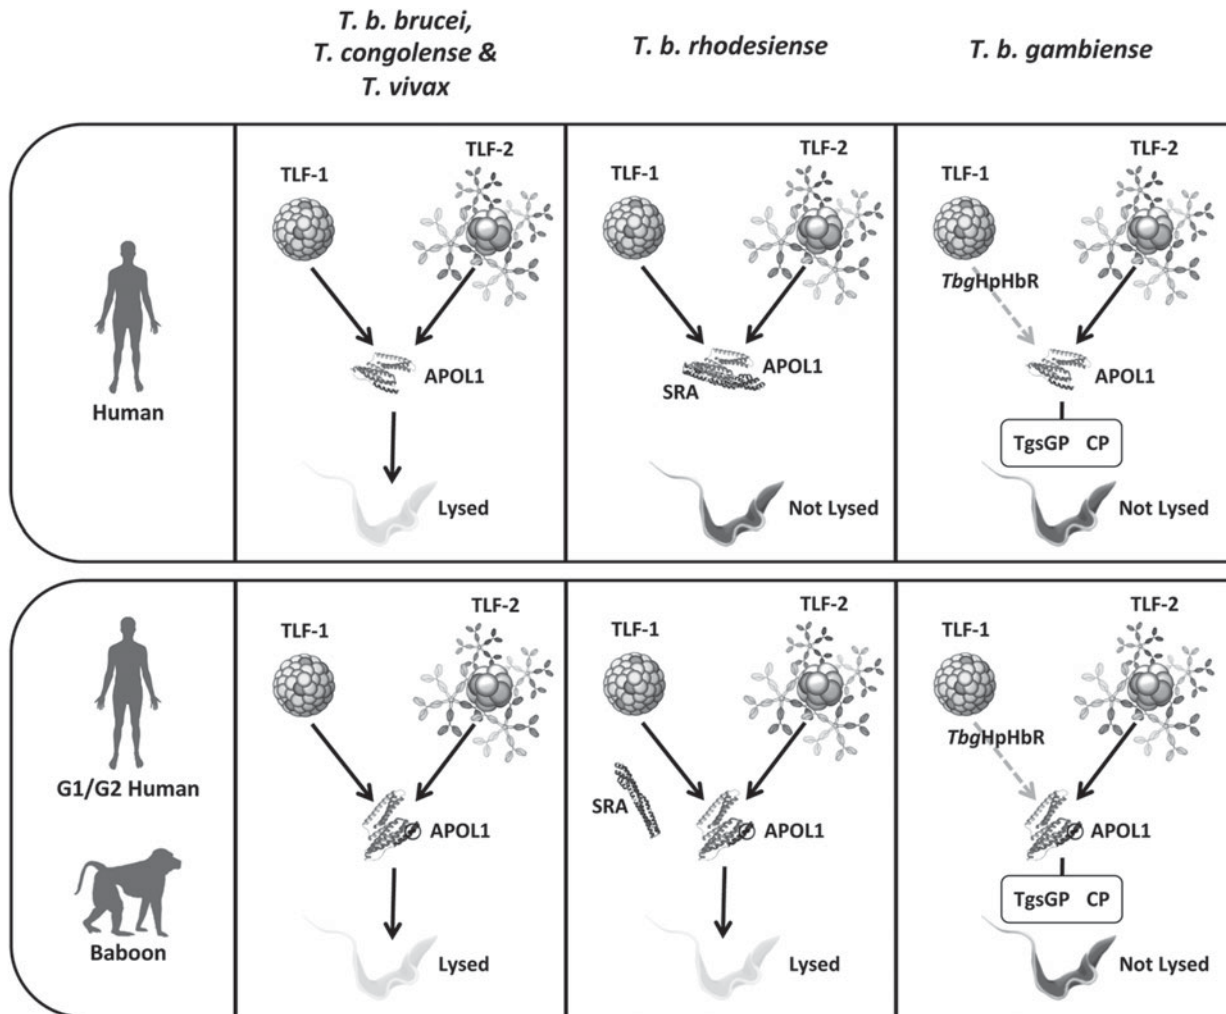 T. b. brucei,
T. congolense &
T. vivax
T. b. rhodesiense
T. b. gambiense
Human
TLF-1
TLF-2
APOL1
Lysed
TLF-1
TLF-2
APOL1
SRA
Not Lysed
TLF-1
TLF-2
TbgHpHbR
APOL1
TgsGP CP
Not Lysed
G1/G2 Human
Baboon
TLF-1
TLF-2
APOL1
Lysed
TLF-1
TLF-2
SRA
APOL1
Lysed
TLF-1
TLF-2
TbgHpHbR
APOL1
TgsGP CP
Not Lysed